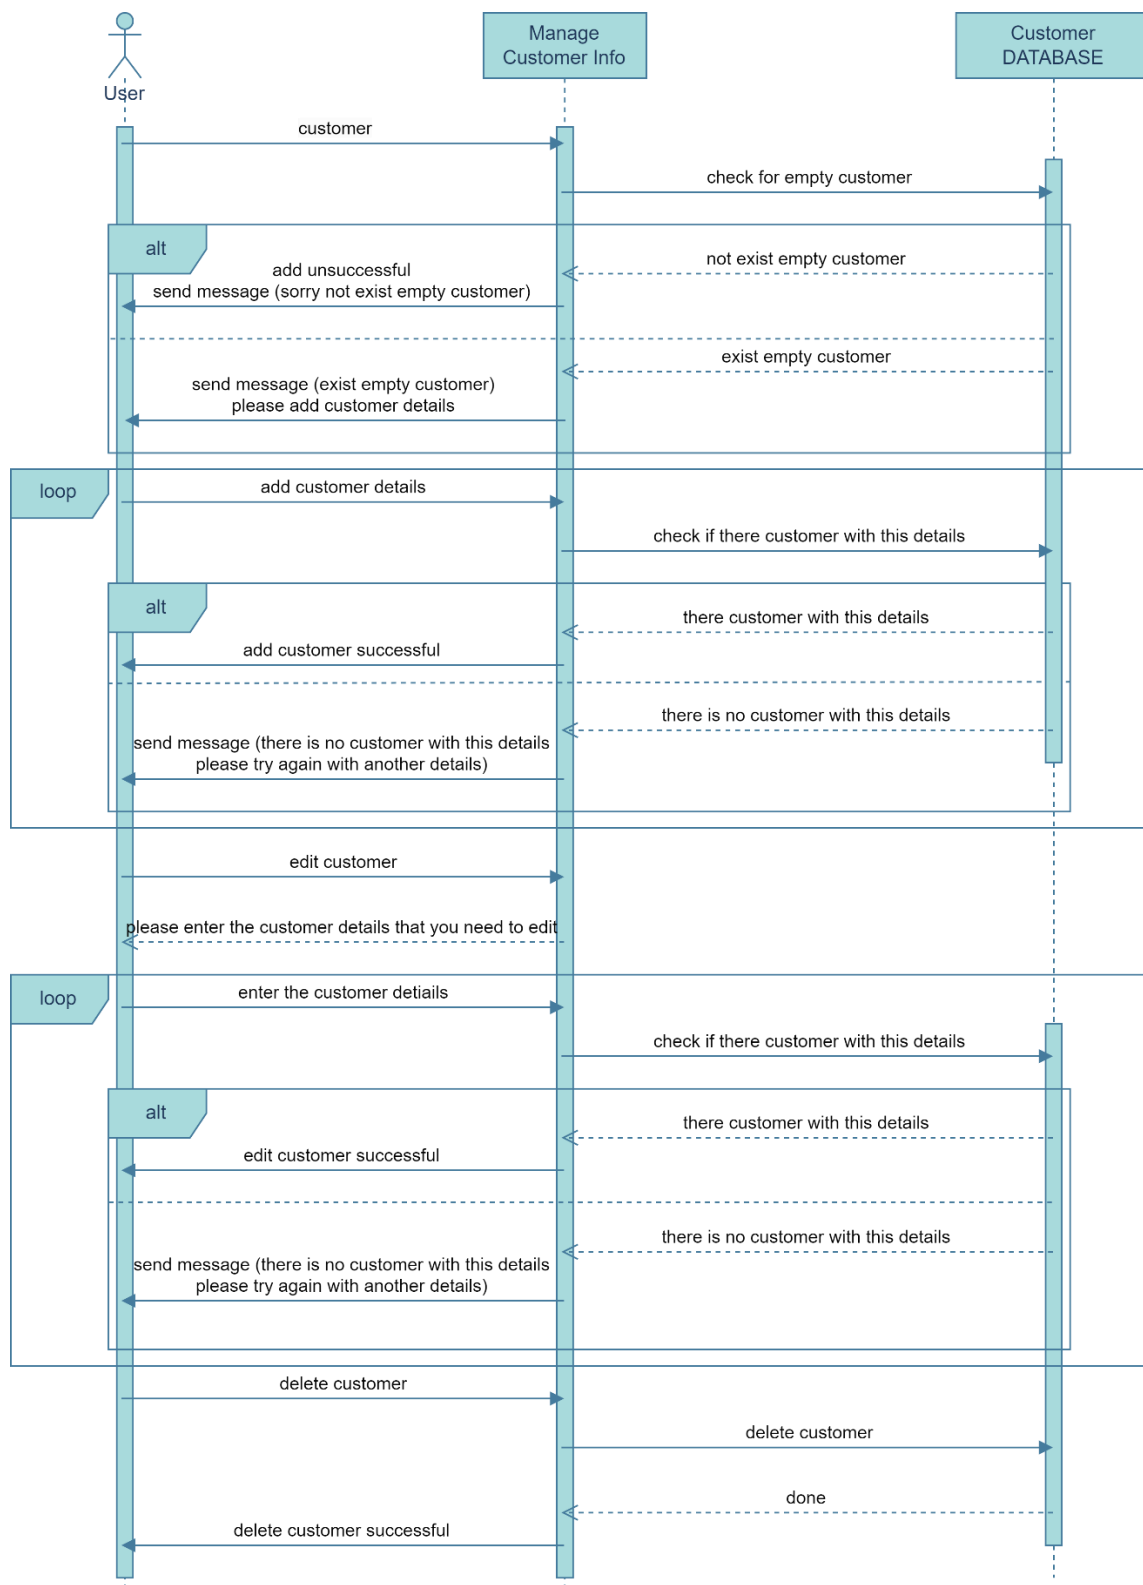 User
Manage
Customer Info
Customer
DATABASE
customer
check for empty customer
alt
not exist empty customer
add unsuccessful
send message (sorry not exist empty customer)
exist empty customer
send message (exist empty customer)
please add customer details
loop
add customer details
check if there customer with this details
alt
there customer with this details
add customer successful
there is no customer with this details
send message (there is no customer with this details
please try again with another details)
edit customer
please enter the customer details that you need to edit
loop
enter the customer detiails
check if there customer with this details
alt
there customer with this details
edit customer successful
there is no customer with this details
send message (there is no customer with this details
please try again with another details)
delete customer
delete customer
done
delete customer successful